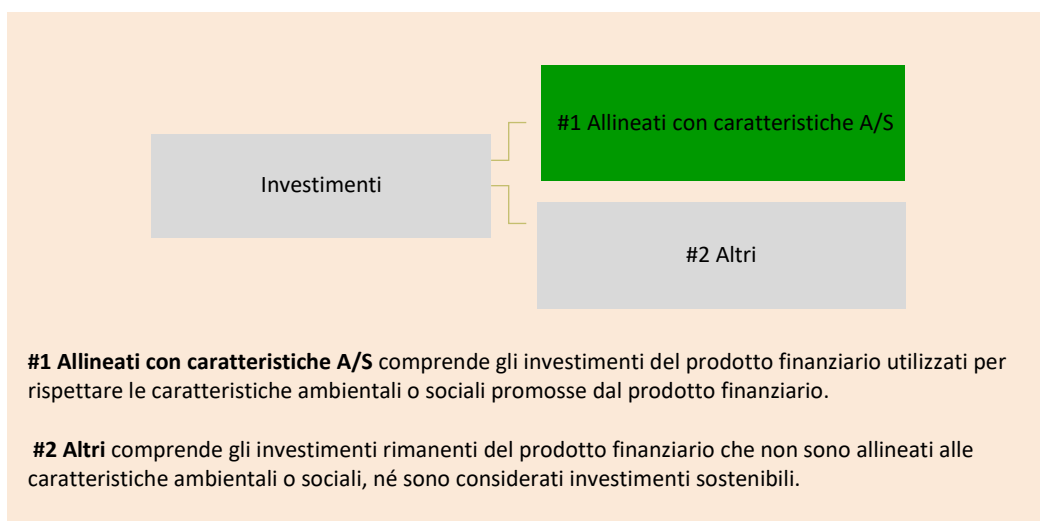 #1 Allineati con caratteristiche A/S
Investimenti
#2 Altri
#1 Allineati con caratteristiche A/S comprende gli investimenti del prodotto finanziario utilizzati per
rispettare le caratteristiche ambientali o sociali promosse dal prodotto finanziario.
#2 Altri comprende gli investimenti rimanenti del prodotto finanziario che non sono allineati alle
caratteristiche ambientali o sociali, né sono considerati investimenti sostenibili.